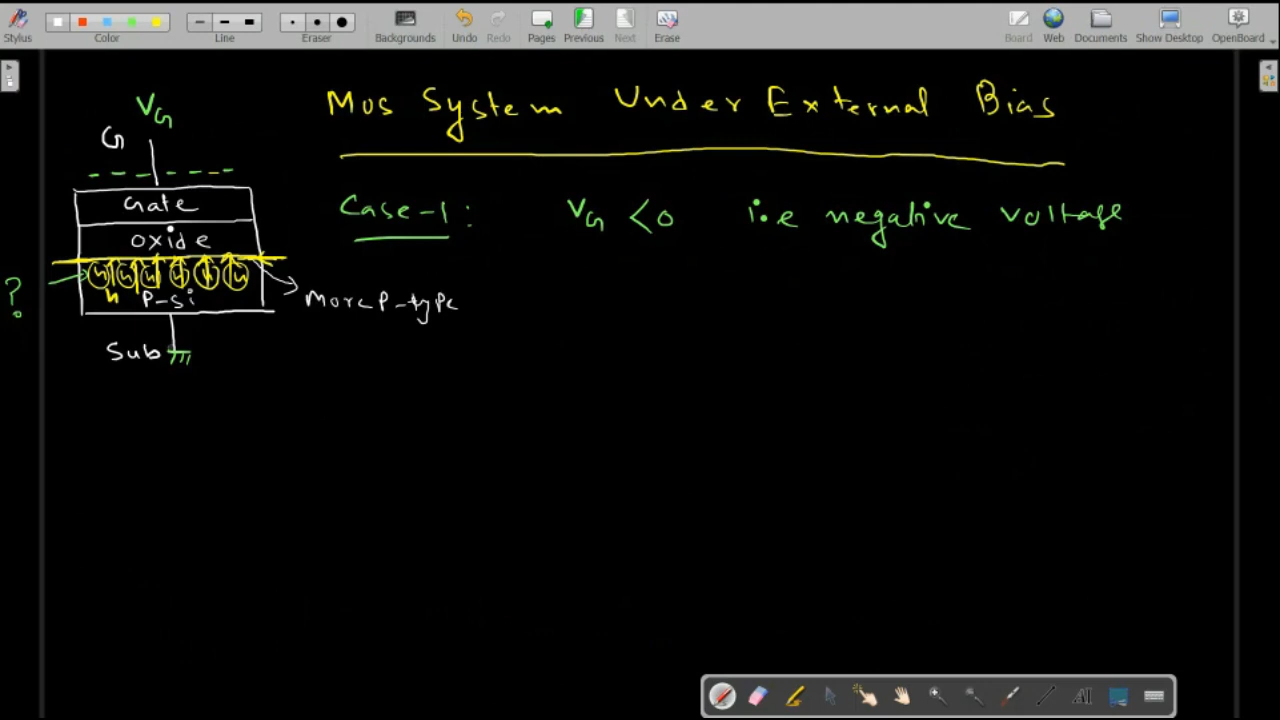 Stylus
Color
Line
Eraser
Backgrounds
Undo
Redo
Pages
Previous
Next
Erase
Board
Web
Documents
Show Desktop
OpenBoard
Mos System Under External Bias
VG
G
Gate
oxide
h h h h h h
h
P-si
Sub
?
More P-type
Case-1: VG <0 i.e negative voltage